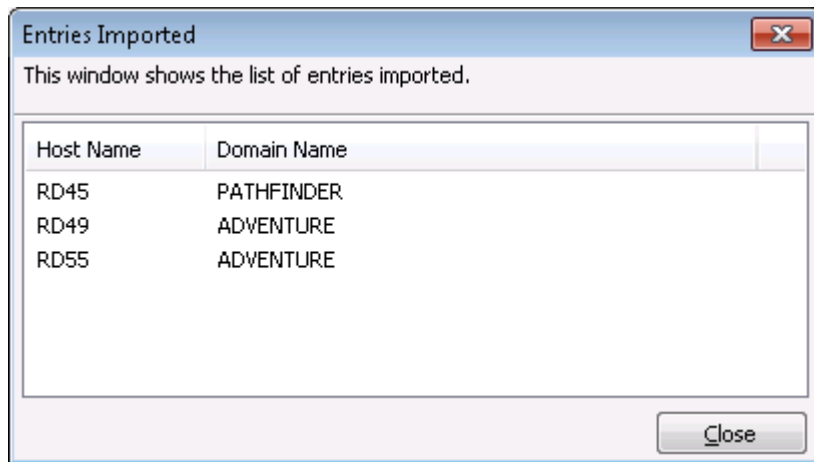 Entries Imported
This window shows the list of entries imported.
Host Name Domain Name
RD45 PATHFINDER
RD49 ADVENTURE
RD55 ADVENTURE
Close